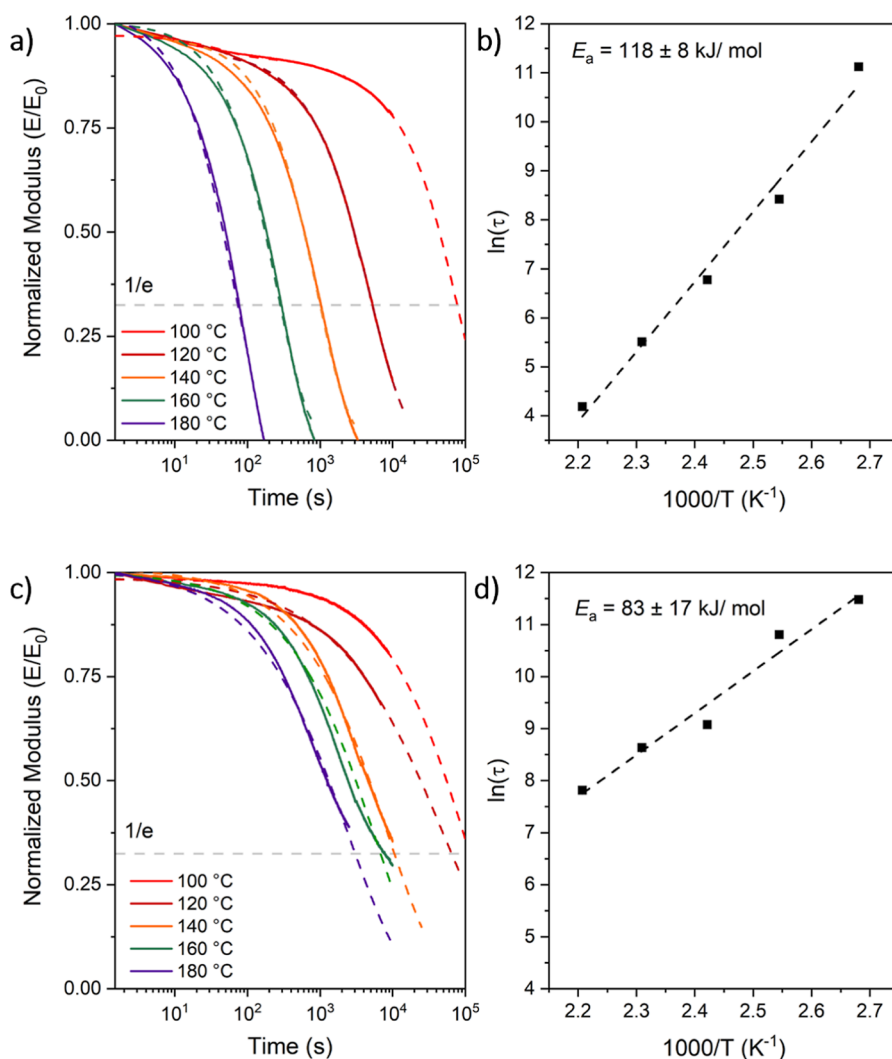 a)
Normalized Modulus (E/E0)
1.00
0.75
0.50
0.25
0.00
1/e
100 °C
120 °C
140 °C
160 °C
180 °C
10¹ 10² 10³ 10⁴ 10⁵
Time (s)
b)
Eₐ = 118 ± 8 kJ/ mol
ln(τ)
12
11
10
9
8
7
6
5
4
2.2 2.3 2.4 2.5 2.6 2.7
1000/T (K⁻¹)
c)
Normalized Modulus (E/E0)
1.00
0.75
0.50
0.25
0.00
1/e
100 °C
120 °C
140 °C
160 °C
180 °C
10¹ 10² 10³ 10⁴ 10⁵
Time (s)
d)
Eₐ = 83 ± 17 kJ/ mol
ln(τ)
12
11
10
9
8
7
6
5
4
2.2 2.3 2.4 2.5 2.6 2.7
1000/T (K⁻¹)